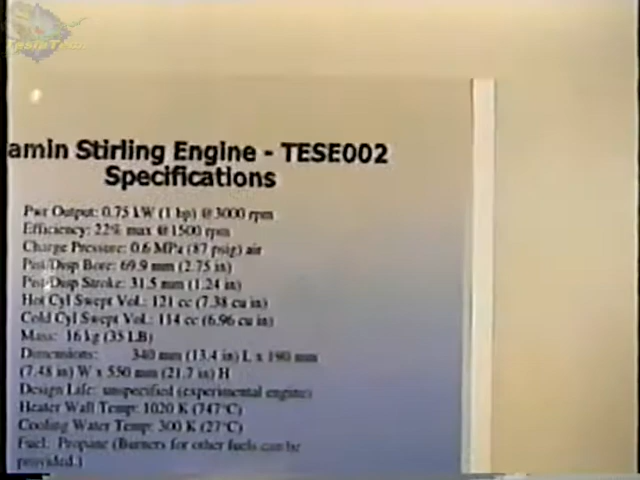 TeslaTech
amin Stirling Engine - TESE002
Specifications
Pwr Output: 0.75 kW (1 hp) @ 3000 rpm
Efficiency: 22% max @ 1500 rpm
Charge Pressure: 0.6 MPa (87 psig) air
Pist/Disp Bore: 69.9 mm (2.75 in)
Pist/Disp Stroke: 31.5 mm (1.24 in)
Hot Cyl Swept Vol.: 121 cc (7.38 cu in)
Cold Cyl Swept Vol.: 114 cc (6.96 cu in)
Mass: 16 kg (35 LB)
Dimensions: 340 mm (13.4 in) L x 190 mm
(7.48 in) W x 550 mm (21.7 in) H
Design Life: unspecified (experimental engine)
Heater Wall Temp: 1020 K (747°C)
Cooling Water Temp: 300 K (27°C)
Fuel: Propane (Burners for other fuels can be
provided.)